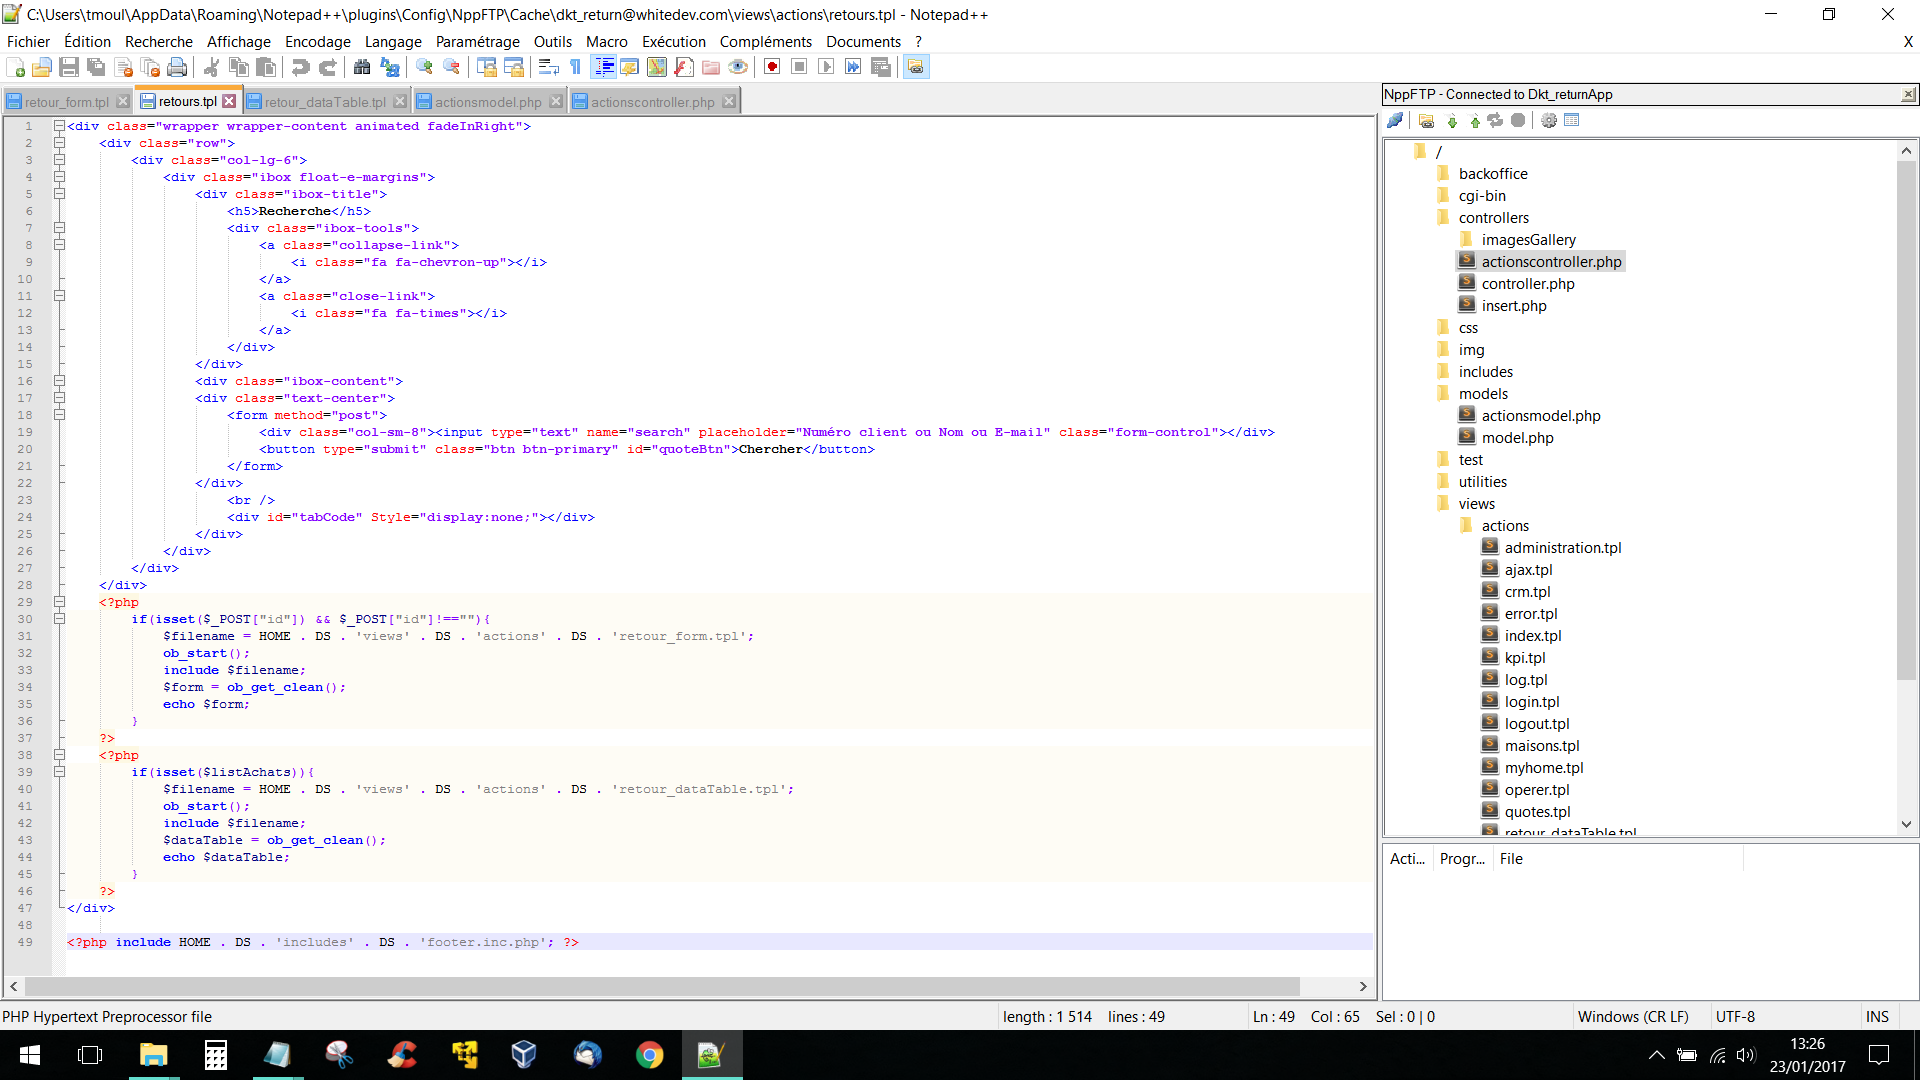 C:\Users\tmoul\AppData\Roaming\Notepad++\plugins\Config\NppFTP\Cache\dkt_return@whitedev.com\views\actions\retours.tpl - Notepad++
Fichier Édition Recherche Affichage Encodage Langage Paramétrage Outils Macro Exécution Compléments Documents ? X
retour_form.tpl retours.tpl retour_dataTable.tpl actionsmodel.php actionscontroller.php
1 <div class="wrapper wrapper-content animated fadeInRight">
2 <div class="row">
3 <div class="col-lg-6">
4 <div class="ibox float-e-margins">
5 <div class="ibox-title">
6 <h5>Recherche</h5>
7 <div class="ibox-tools">
8 <a class="collapse-link">
9 <i class="fa fa-chevron-up"></i>
10 </a>
11 <a class="close-link">
12 <i class="fa fa-times"></i>
13 </a>
14 </div>
15 </div>
16 <div class="ibox-content">
17 <div class="text-center">
18 <form method="post">
19 <div class="col-sm-8"><input type="text" name="search" placeholder="Numéro client ou Nom ou E-mail" class="form-control"></div>
20 <button type="submit" class="btn btn-primary" id="quoteBtn">Chercher</button>
21 </form>
22 </div>
23 <br />
24 <div id="tabCode" Style="display:none;"></div>
25 </div>
26 </div>
27 </div>
28 </div>
29 <?php
30 if(isset($_POST["id"]) && $_POST["id"]!==""){
31 $filename = HOME . DS . 'views' . DS . 'actions' . DS . 'retour_form.tpl';
32 ob_start();
33 include $filename;
34 $form = ob_get_clean();
35 echo $form;
36 }
37 ?>
38 <?php
39 if(isset($listAchats)){
40 $filename = HOME . DS . 'views' . DS . 'actions' . DS . 'retour_dataTable.tpl';
41 ob_start();
42 include $filename;
43 $dataTable = ob_get_clean();
44 echo $dataTable;
45 }
46 ?>
47 </div>
48
49 <?php include HOME . DS . 'includes' . DS . 'footer.inc.php'; ?>
NppFTP - Connected to Dkt_returnApp
/
backoffice
cgi-bin
controllers
imagesGallery
actionscontroller.php
controller.php
insert.php
css
img
includes
models
actionsmodel.php
model.php
test
utilities
views
actions
administration.tpl
ajax.tpl
crm.tpl
error.tpl
index.tpl
kpi.tpl
log.tpl
login.tpl
logout.tpl
maisons.tpl
myhome.tpl
operer.tpl
quotes.tpl
retour_dataTable.tpl
Acti... Progr... File
PHP Hypertext Preprocessor file length : 1 514 lines : 49 Ln : 49 Col : 65 Sel : 0 | 0 Windows (CR LF) UTF-8 INS
13:26
23/01/2017